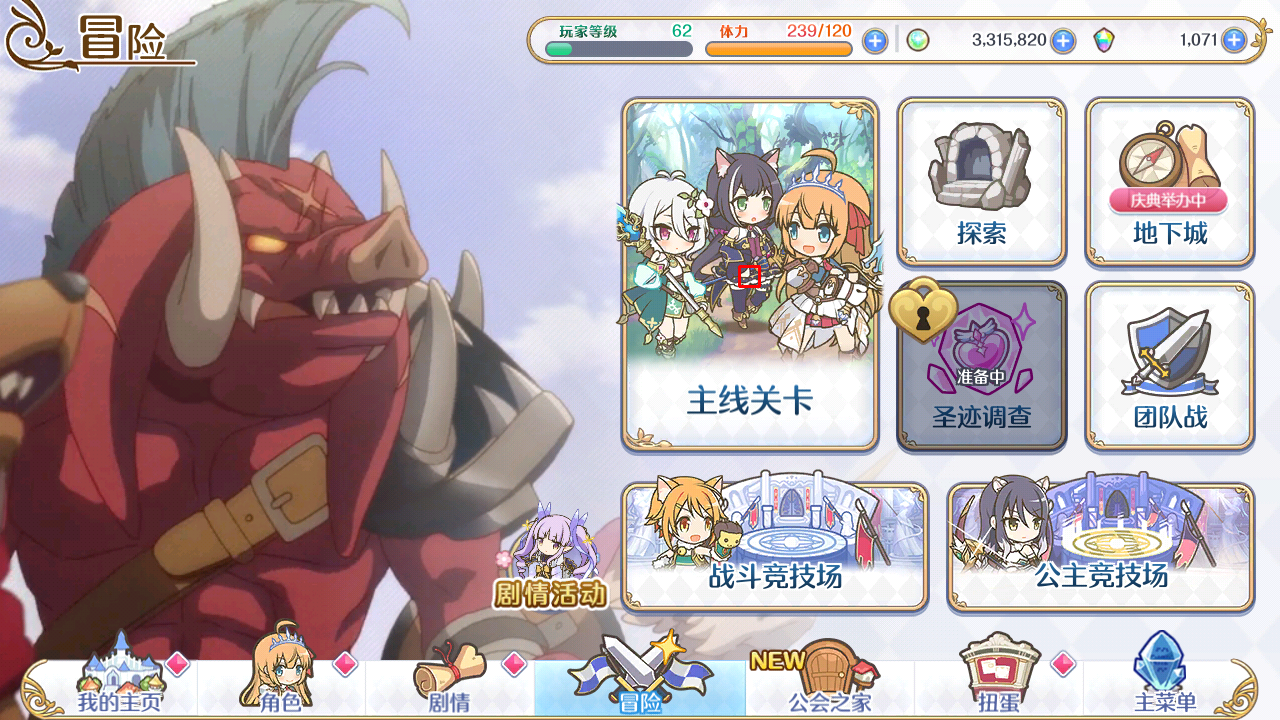 冒险
玩家等级 62 体力 239/120 3,315,820 1,071
庆典举办中
探索 地下城
主线关卡
准备中
圣迹调查 团队战
剧情活动
战斗竞技场 公主竞技场
NEW
我的主页 角色 剧情 冒险 公会之家 扭蛋 主菜单